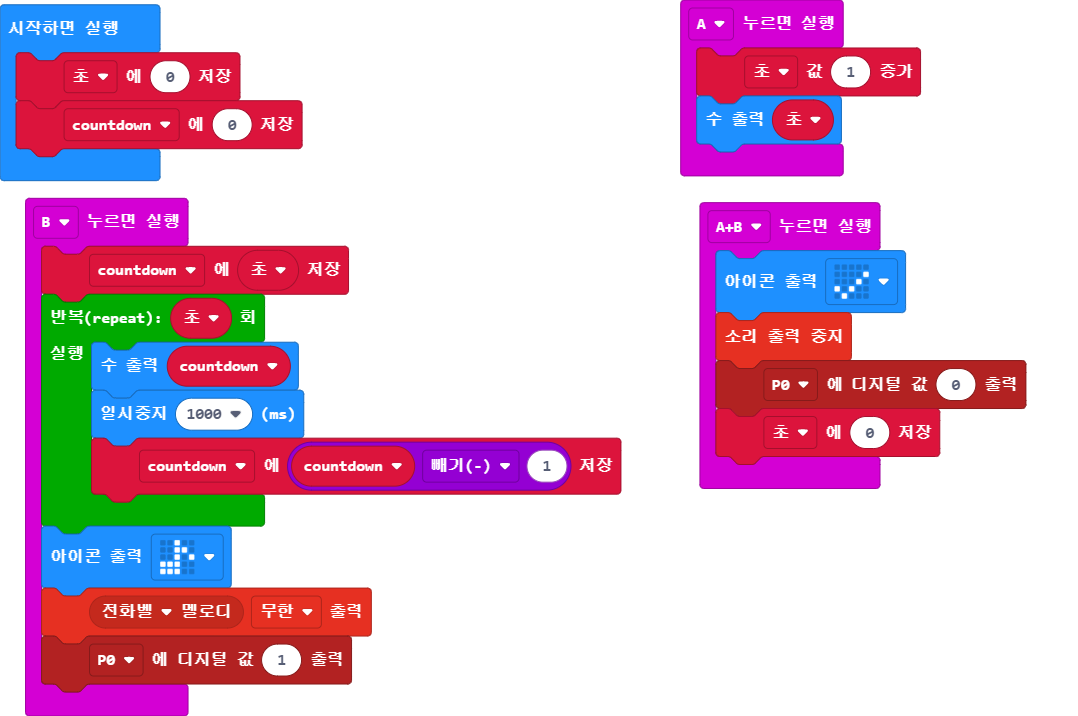 시작하면 실행
초 에 0 저장
countdown 에 0 저장
A 누르면 실행
초 값 1 증가
수 출력 초
B 누르면 실행
countdown 에 초 저장
반복(repeat): 초 회
실행
수 출력 countdown
일시중지 1000 (ms)
countdown 에 countdown 빼기(-) 1 저장
아이콘 출력
전화벨 멜로디 무한 출력
P0 에 디지털 값 1 출력
A+B 누르면 실행
아이콘 출력
소리 출력 중지
P0 에 디지털 값 0 출력
초 에 0 저장